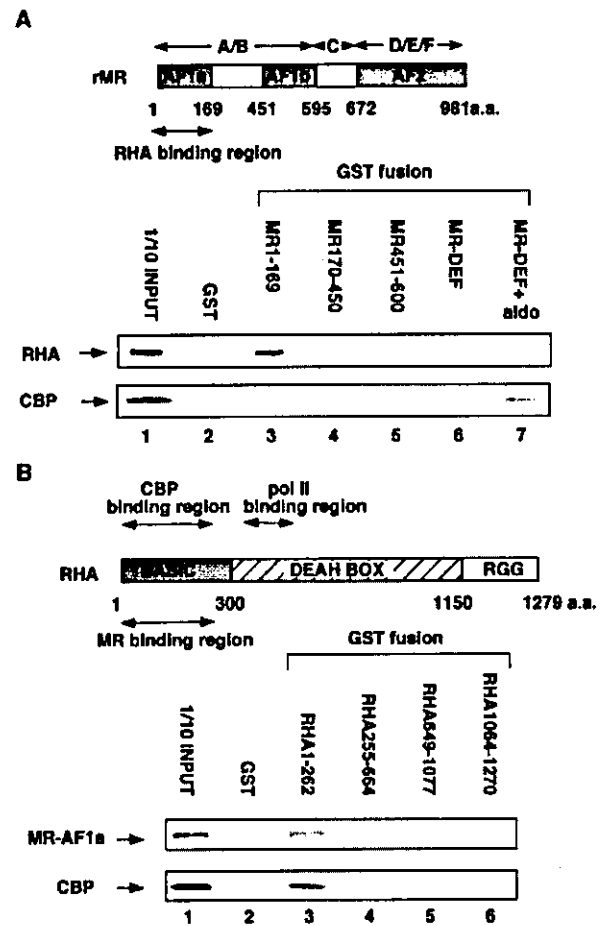 A
A/B C D/E/F
rMR AF1a AF1b AF2
1 169 451 595 672 981a.a.
RHA binding region
GST fusion
1/10 INPUT
GST
MR1-169
MR170-450
MR451-600
MR-DEF
MR-DEF+
aldo
RHA
CBP
1 2 3 4 5 6 7
B
CBP
binding region
pol II
binding region
RHA DEAH BOX RGG
1 300 1150 1279 a.a.
MR binding region
GST fusion
1/10 INPUT
GST
RHA1-262
RHA255-664
RHA649-1077
RHA1064-1270
MR-AF1a
CBP
1 2 3 4 5 6